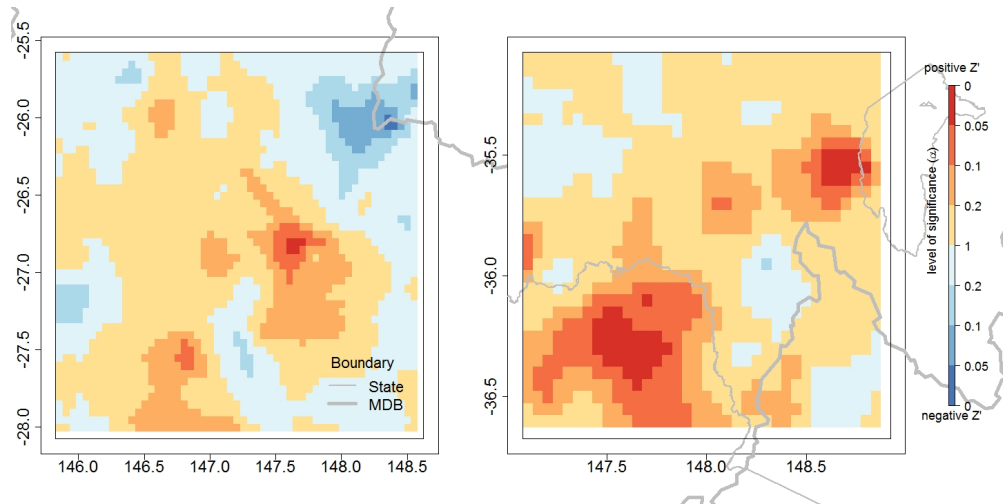 -25.5
-26.0
-26.5
-27.0
-27.5
-28.0
146.0 146.5 147.0 147.5 148.0 148.5
Boundary
State
MDB
-35.5
-36.0
-36.5
147.5 148.0 148.5
positive Z'
0
0.05
0.1
0.2
1
0.2
0.1
0.05
0
negative Z'
level of significance (α)